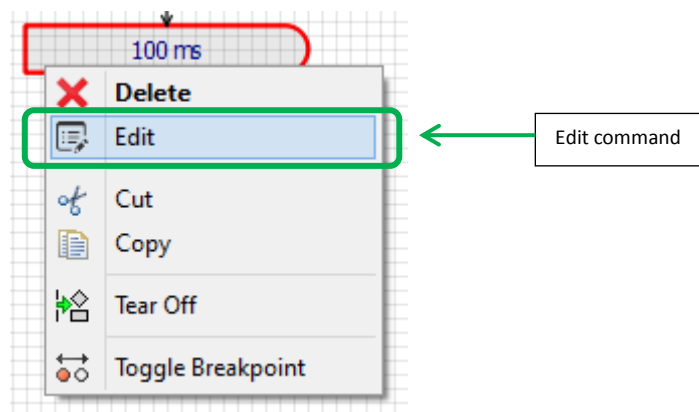 100 ms
Delete
Edit
Edit command
Cut
Copy
Tear Off
Toggle Breakpoint